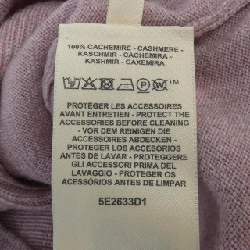 100% CACHEMIRE - CASHMERE -
KASCHMIR - CACHEMIRA -
KASMIR - CAXEMIRA
TM
PROTÉGER LES ACCESSOIRES
AVANT ENTRETIEN - PROTECT THE
ACCESSORIES BEFORE CLEANING
- VOR DEM REINIGEN DIE
ACCESSOIRES ABDECKEN -
PROTEGER LOS ACCESORIOS
ANTES DE LAVAR - PROTEGGERE
GLI ACCESSORI PRIMA DEL
LAVAGGIO - PROTEGER OS
ACESSÓRIOS ANTES DE LIMPAR
5E2633D1